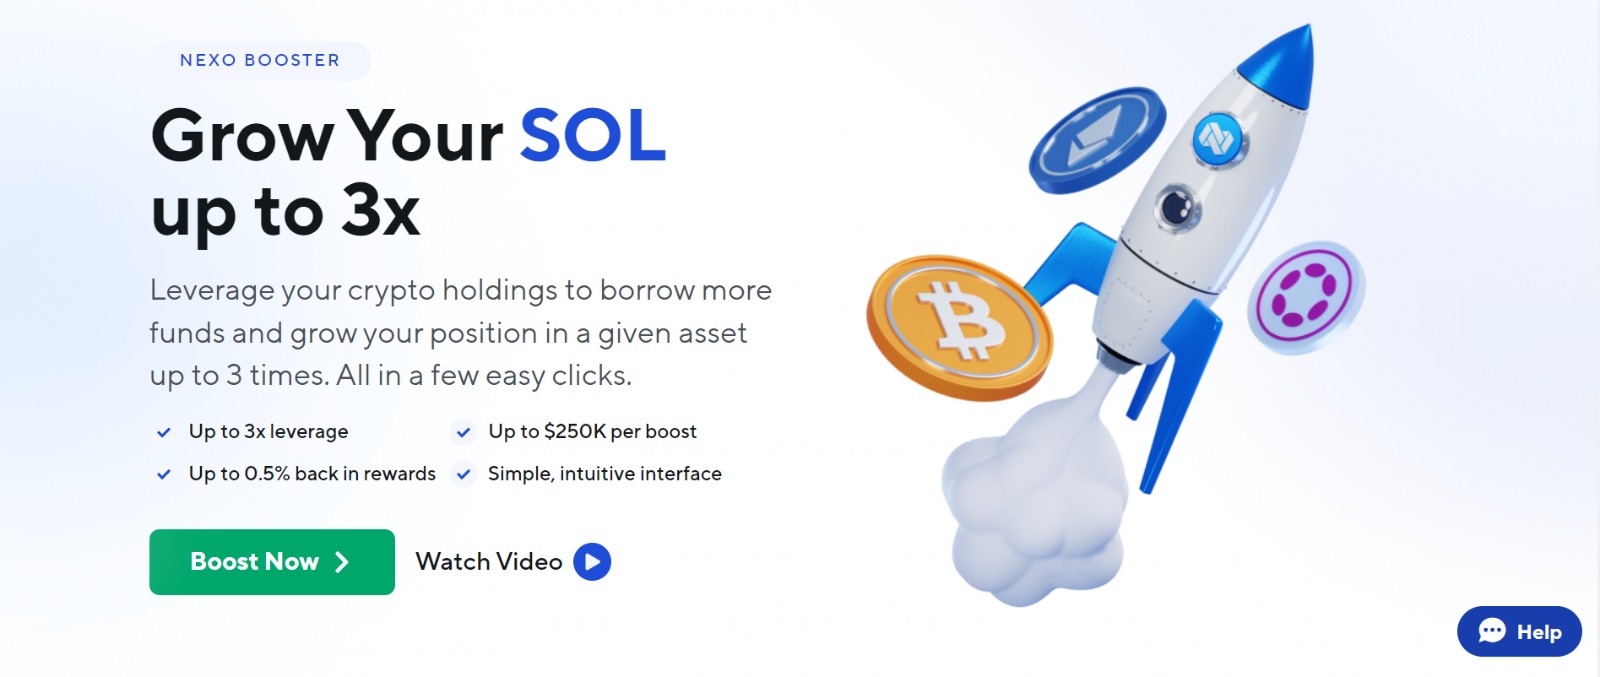 NEXO BOOSTER
Grow Your SOL
up to 3x
Leverage your crypto holdings to borrow more
funds and grow your position in a given asset
up to 3 times. All in a few easy clicks.
Up to 3x leverage
Up to $250K per boost
Up to 0.5% back in rewards
Simple, intuitive interface
Boost Now
Watch Video
Help